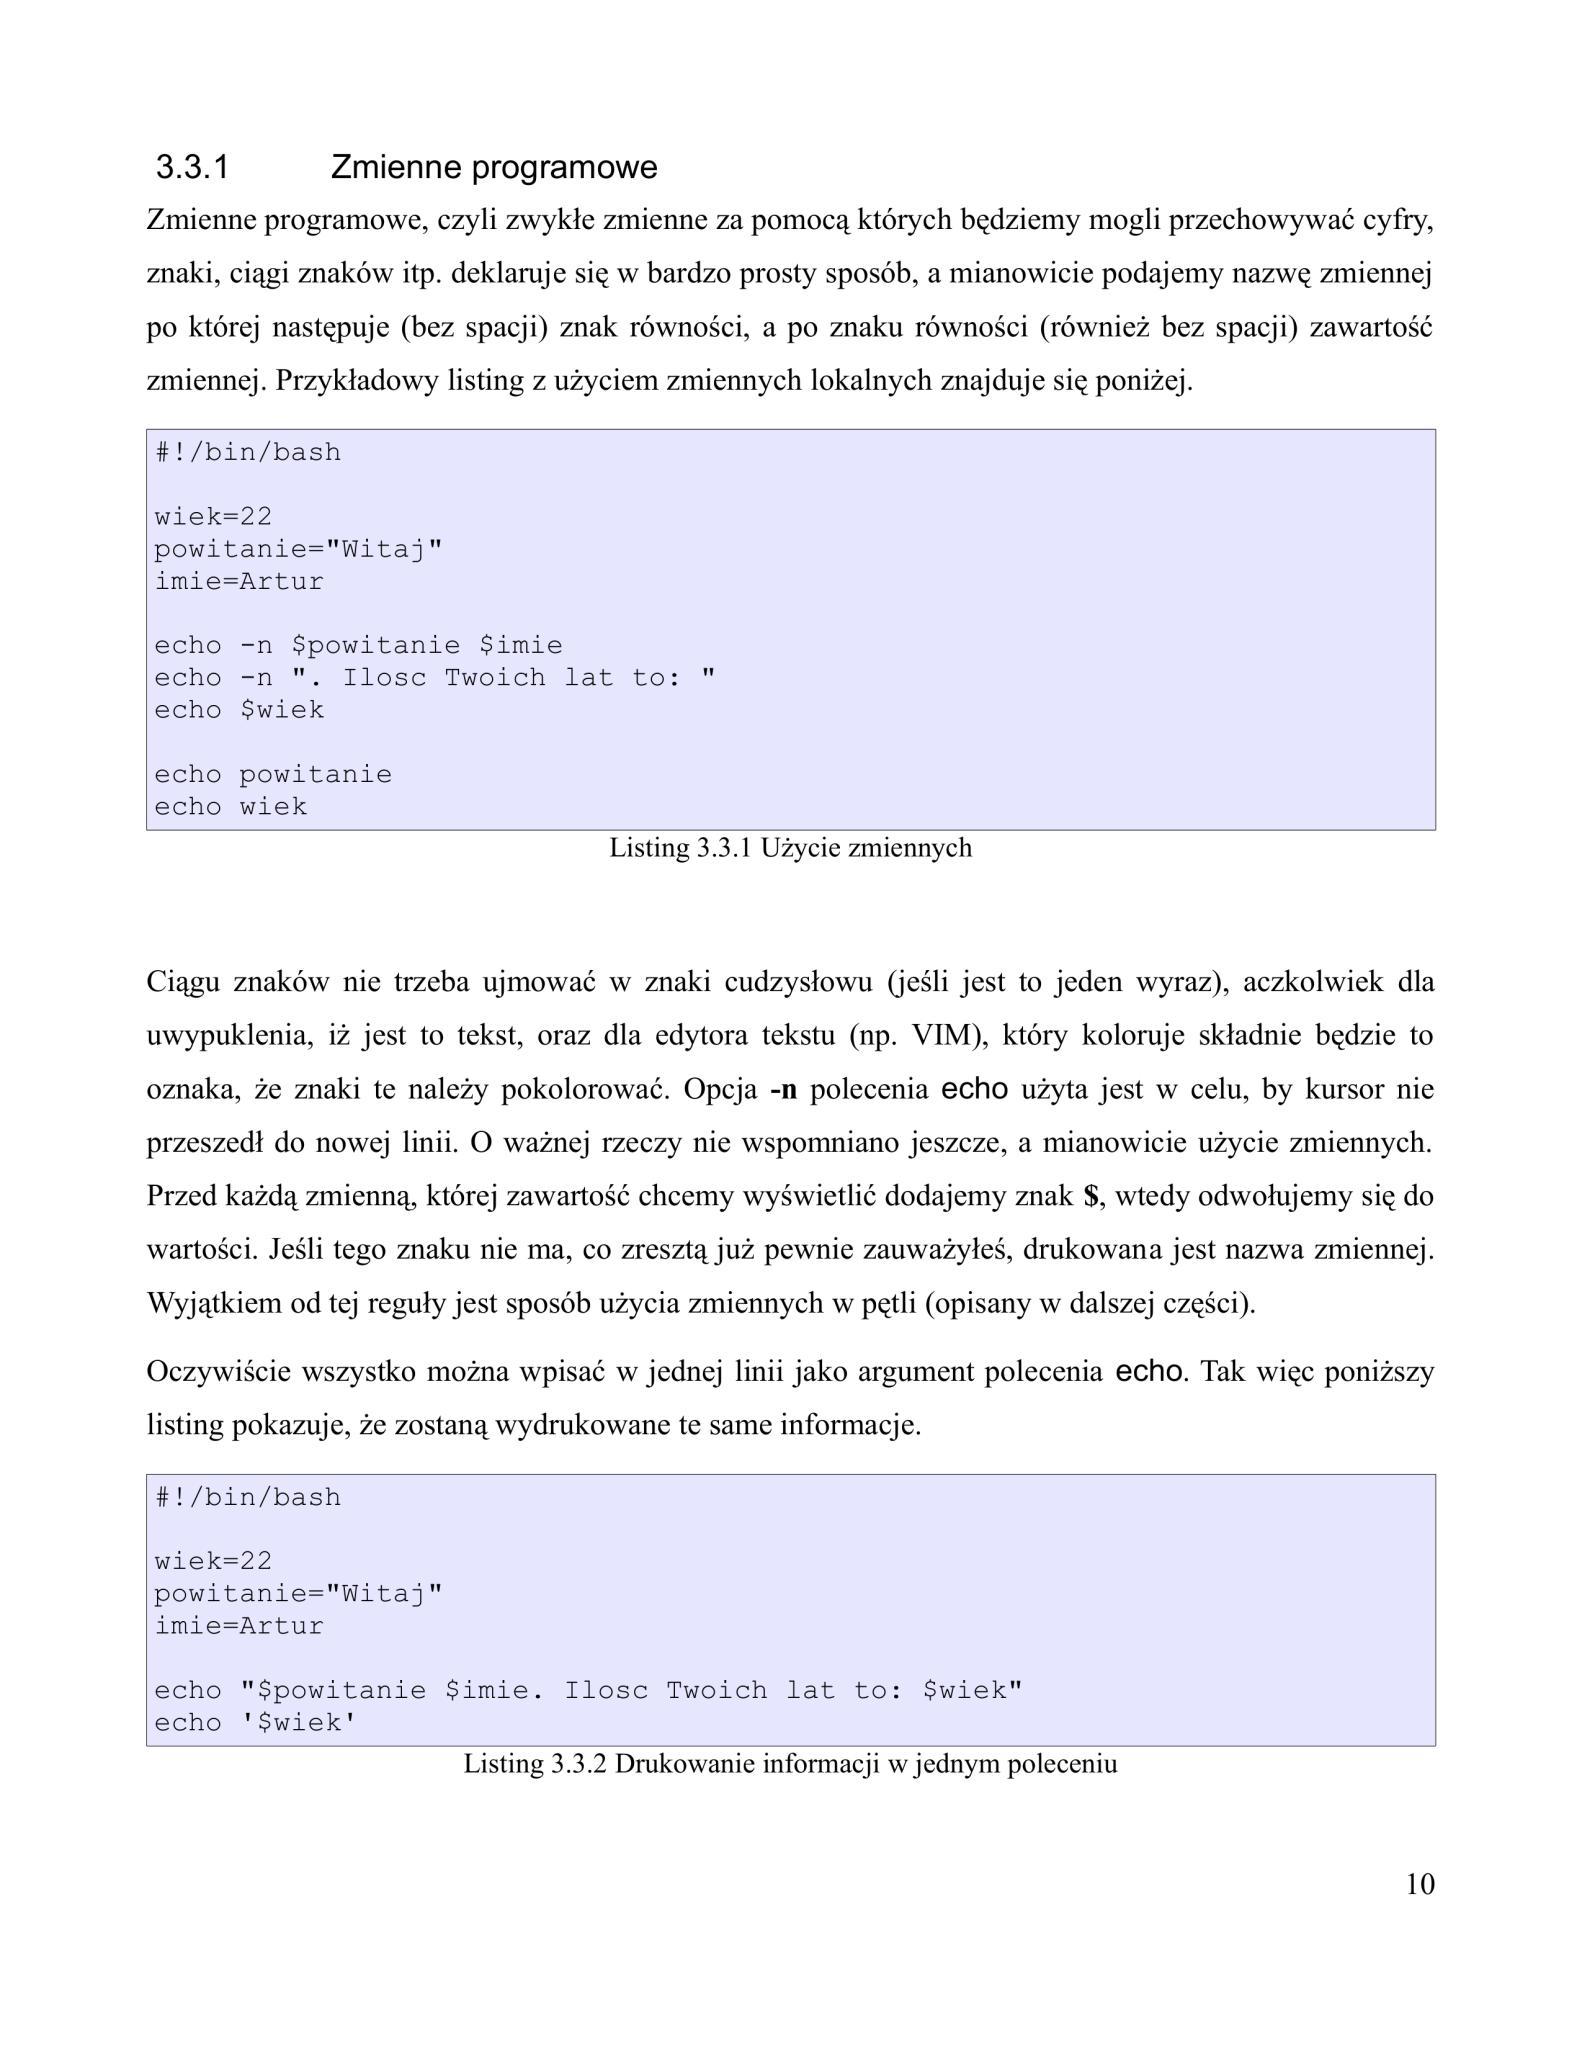 3.3.1 Zmienne programowe
Zmienne programowe, czyli zwykłe zmienne za pomocą których będziemy mogli przechowywać cyfry,
znaki, ciągi znaków itp. deklaruje się w bardzo prosty sposób, a mianowicie podajemy nazwę zmiennej
po której następuje (bez spacji) znak równości, a po znaku równości (również bez spacji) zawartość
zmiennej. Przykładowy listing z użyciem zmiennych lokalnych znajduje się poniżej.
#!/bin/bash
wiek=22
powitanie="Witaj"
imie=Artur
echo -n $powitanie $imie
echo -n ". Ilosc Twoich lat to: "
echo $wiek
echo powitanie
echo wiek
Listing 3.3.1 Użycie zmiennych
Ciągu znaków nie trzeba ujmować w znaki cudzysłowu (jeśli jest to jeden wyraz), aczkolwiek dla
uwypuklenia, iż jest to tekst, oraz dla edytora tekstu (np. VIM), który koloruje składnie będzie to
oznaka, że znaki te należy pokolorować. Opcja -n polecenia echo użyta jest w celu, by kursor nie
przeszedł do nowej linii. O ważnej rzeczy nie wspomniano jeszcze, a mianowicie użycie zmiennych.
Przed każdą zmienną, której zawartość chcemy wyświetlić dodajemy znak $, wtedy odwołujemy się do
wartości. Jeśli tego znaku nie ma, co zresztą już pewnie zauważyłeś, drukowana jest nazwa zmiennej.
Wyjątkiem od tej reguły jest sposób użycia zmiennych w pętli (opisany w dalszej części).
Oczywiście wszystko można wpisać w jednej linii jako argument polecenia echo. Tak więc poniższy
listing pokazuje, że zostaną wydrukowane te same informacje.
#!/bin/bash
wiek=22
powitanie="Witaj"
imie=Artur
echo "$powitanie $imie. Ilosc Twoich lat to: $wiek"
echo '$wiek'
Listing 3.3.2 Drukowanie informacji w jednym poleceniu
10